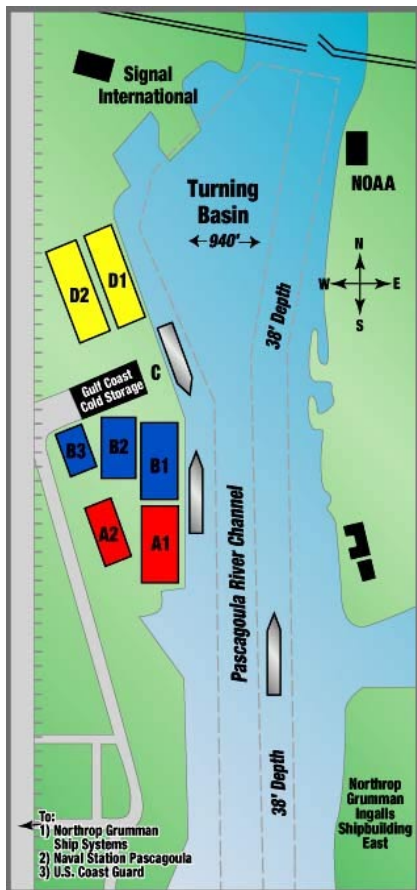 Signal
International
NOAA
Turning
Basin
940'
N
W E
S
38' Depth
D2
D1
C
Gulf Coast
Cold Storage
B3
B2
B1
A2
A1
Pascagoula River Channel
38' Depth
To:
1) Northrop Grumman
Ship Systems
2) Naval Station Pascagoula
3) U.S. Coast Guard
Northrop
Grumman
Ingalls
Shipbuilding
East